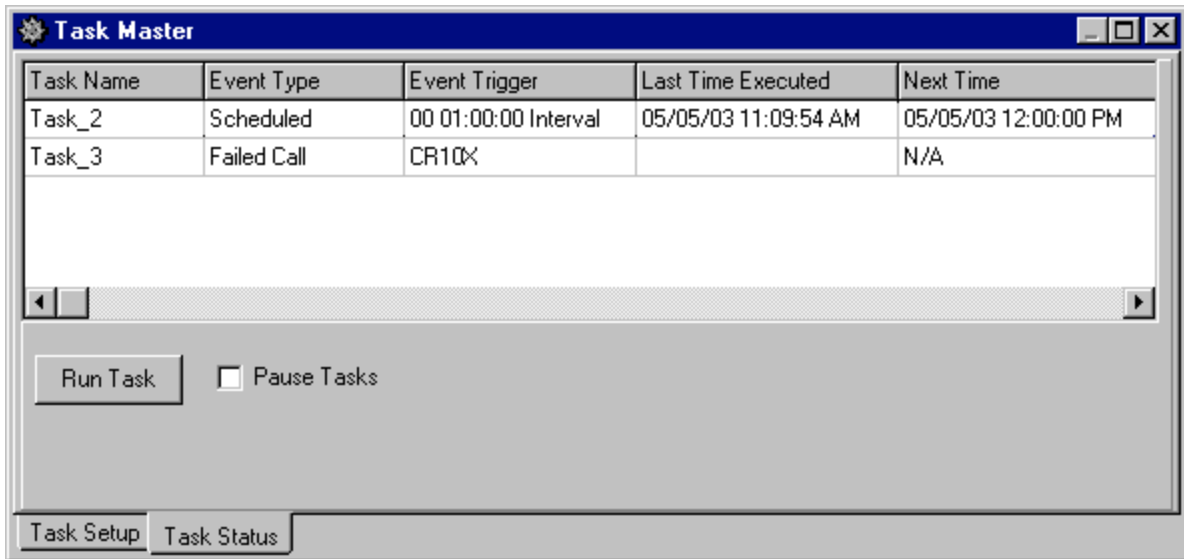 Task Master
Task Name Event Type Event Trigger Last Time Executed Next Time
Task_2 Scheduled 00 01:00:00 Interval 05/05/03 11:09:54 AM 05/05/03 12:00:00 PM
Task_3 Failed Call CR10X N/A
Run Task Pause Tasks
Task Setup Task Status